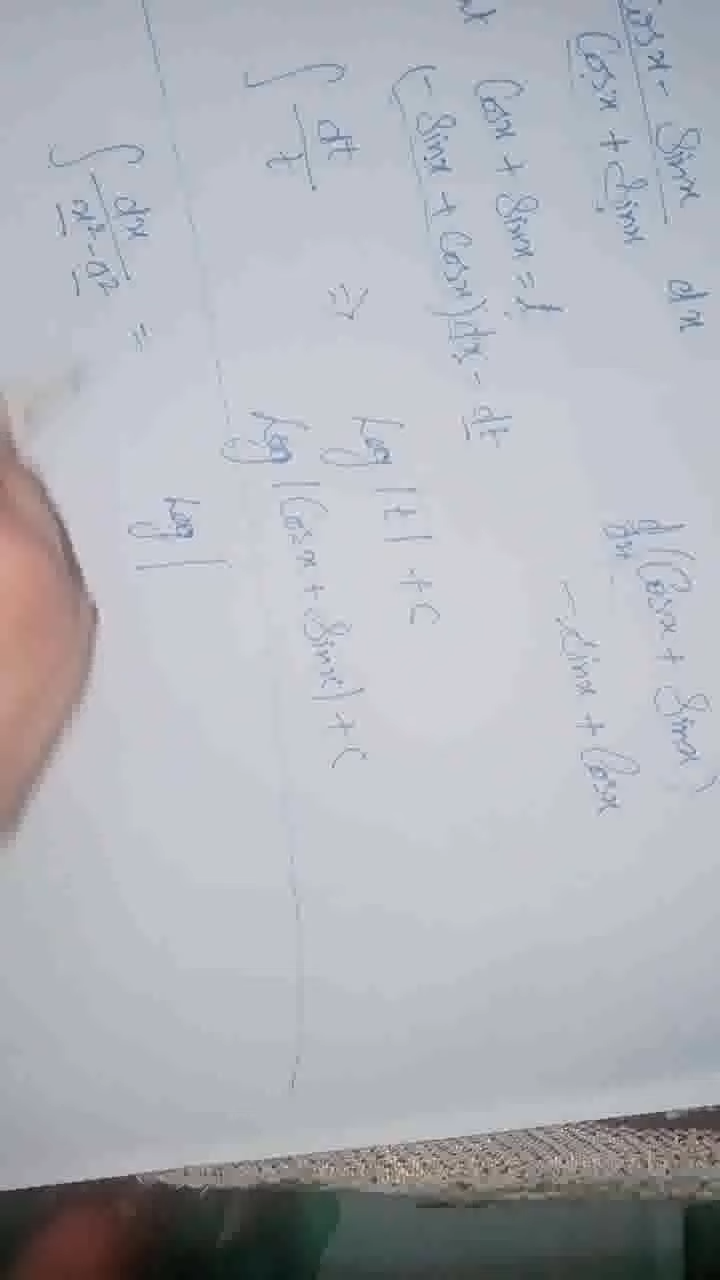 Cosx - Sinx
Cosx + Sinx dx
d/dx (Cosx + Sinx)
- Sinx + Cosx
Cosx + Sinx = t
(-Sinx + Cosx) dx - dt
∫ dt/t ⇒ log |t| + c
log |Cosx + Sinx| + c
∫ dx/x²-a² = log |